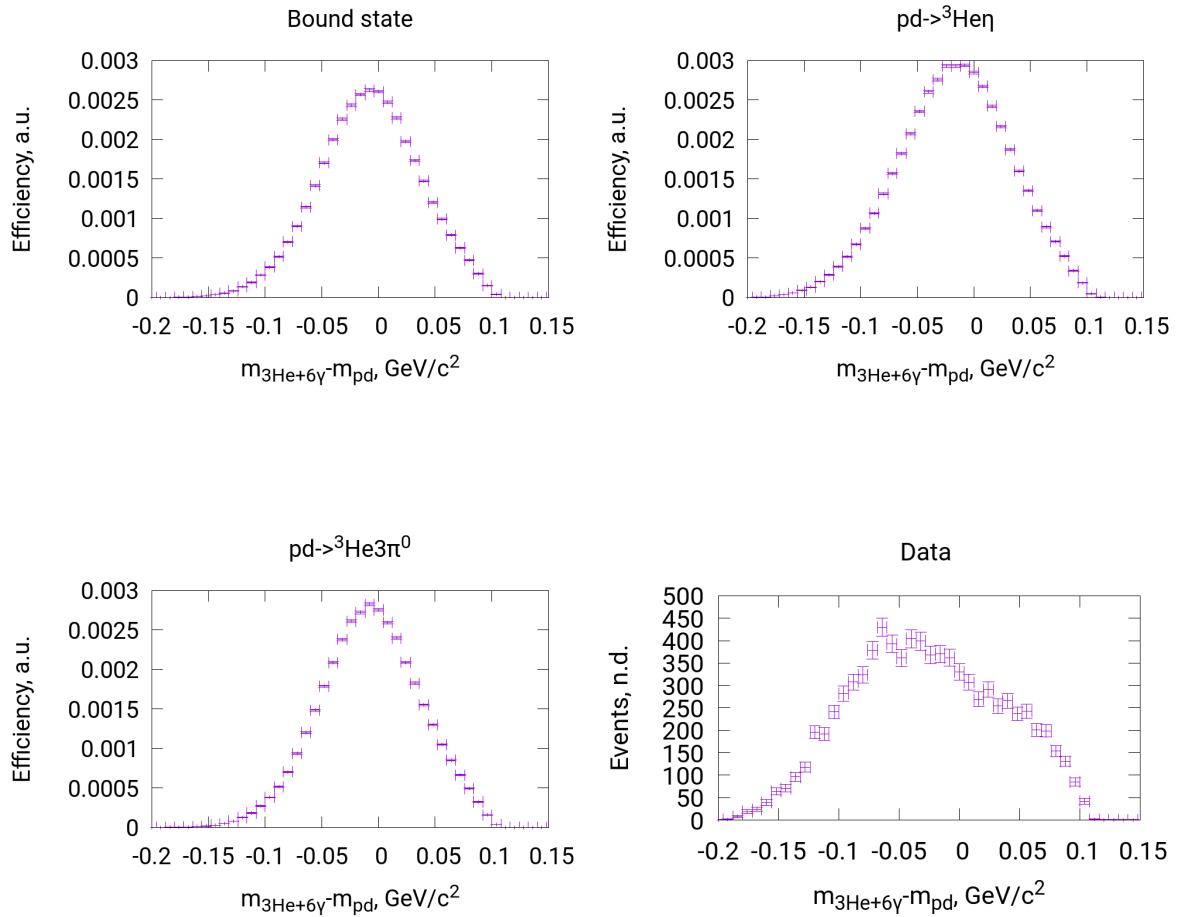 Bound state
0.003
0.0025
0.002
0.0015
0.001
0.0005
0
Efficiency, a.u.
-0.2 -0.15 -0.1 -0.05 0 0.05 0.1 0.15
m3He+6γ-mpd, GeV/c²
pd->³Heη
0.003
0.0025
0.002
0.0015
0.001
0.0005
0
Efficiency, a.u.
-0.2 -0.15 -0.1 -0.05 0 0.05 0.1 0.15
m3He+6γ-mpd, GeV/c²
pd->³He3π⁰
0.003
0.0025
0.002
0.0015
0.001
0.0005
0
Efficiency, a.u.
-0.2 -0.15 -0.1 -0.05 0 0.05 0.1 0.15
m3He+6γ-mpd, GeV/c²
Data
500
450
400
350
300
250
200
150
100
50
0
Events, n.d.
-0.2 -0.15 -0.1 -0.05 0 0.05 0.1 0.15
m3He+6γ-mpd, GeV/c²